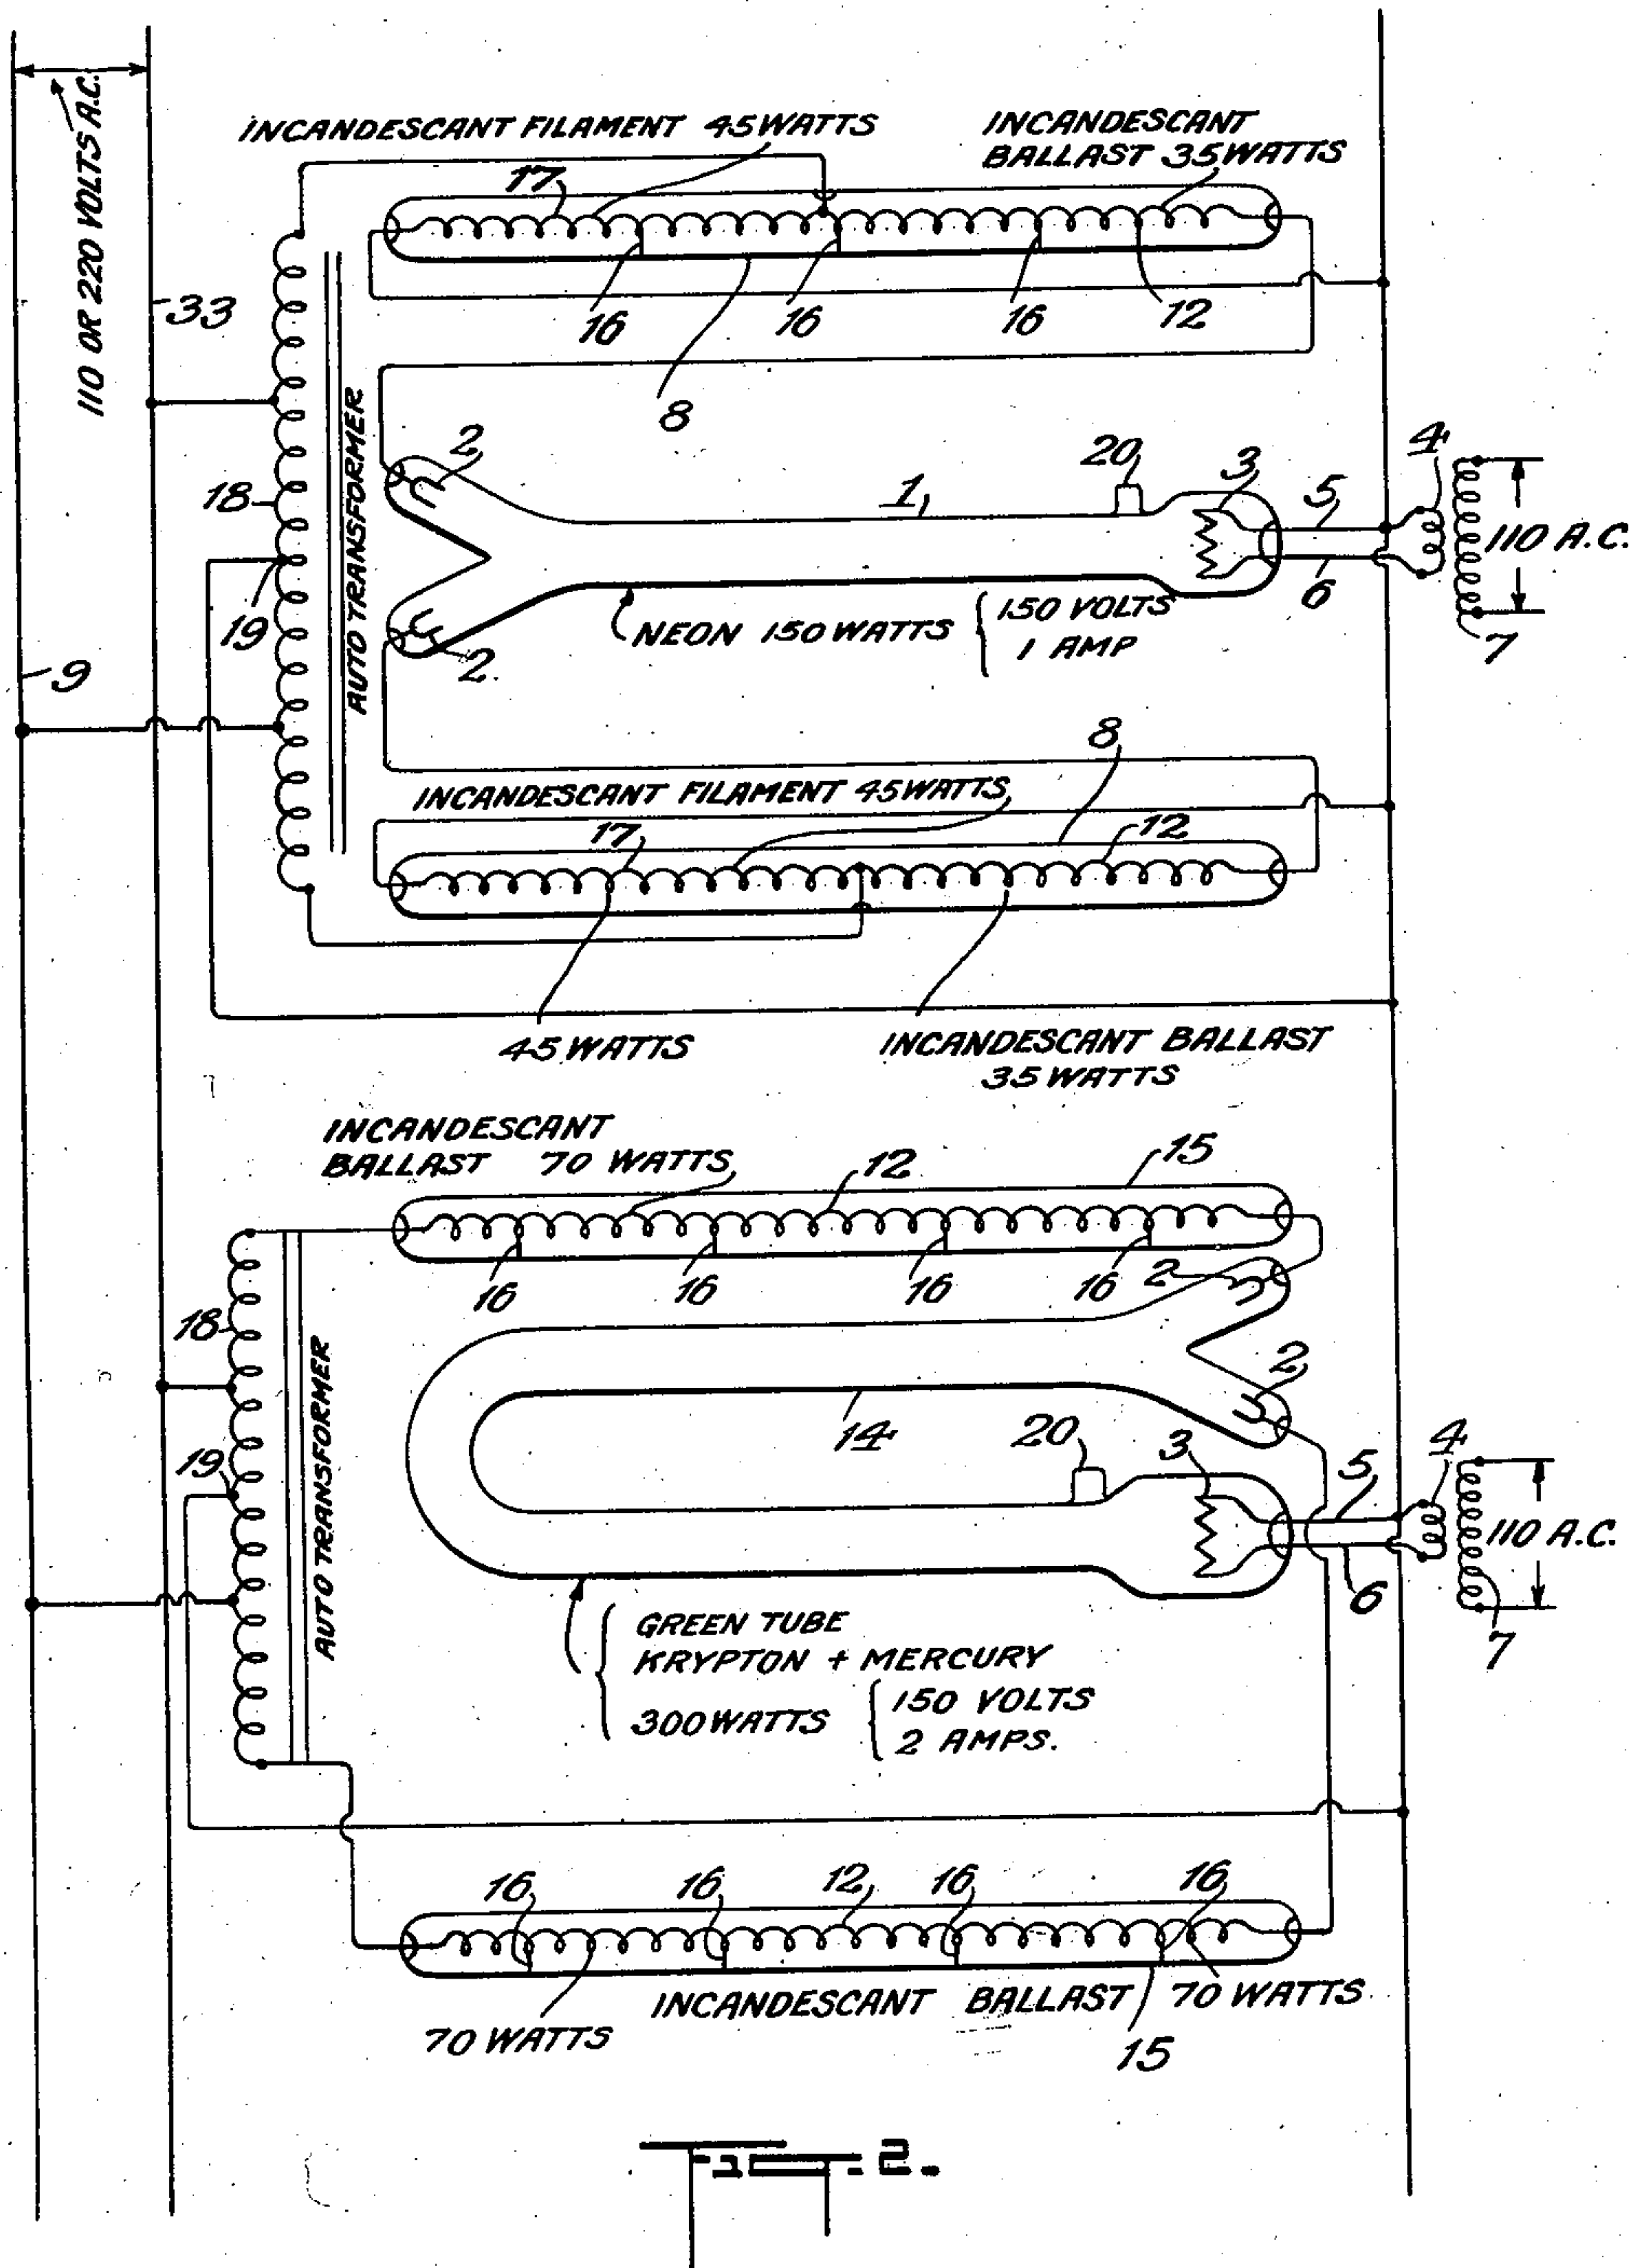 110 OR 220 VOLTS A.C.
INCANDESCANT FILAMENT 45 WATTS
INCANDESCANT
BALLAST 35 WATTS
17
33
16
16
16
12
8
AUTO TRANSFORMER
2
20
3
4
1
5
18
110 A.C.
19
6
NEON 150 WATTS { 150 VOLTS
1 AMP
7
2
9
8
INCANDESCANT FILAMENT 45 WATTS
17
12
45 WATTS
INCANDESCANT BALLAST
35 WATTS
INCANDESCANT
BALLAST 70 WATTS
12
15
16
16
16
16
2
18
AUTO TRANSFORMER
2
14
20
3
4
19
5
110 A.C.
6
GREEN TUBE
KRYPTON + MERCURY
300 WATTS { 150 VOLTS
2 AMPS.
7
16
16
12
16
16
INCANDESCANT BALLAST 70 WATTS
70 WATTS
15
Fig. 2.